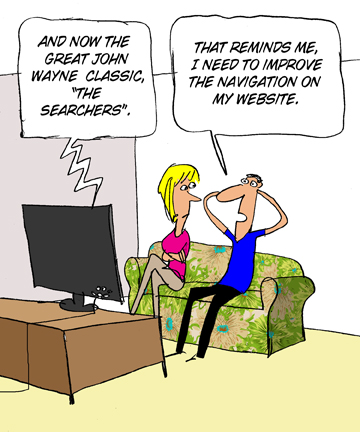 AND NOW THE
GREAT JOHN
WAYNE CLASSIC,
"THE
SEARCHERS".
THAT REMINDS ME,
I NEED TO IMPROVE
THE NAVIGATION ON
MY WEBSITE.